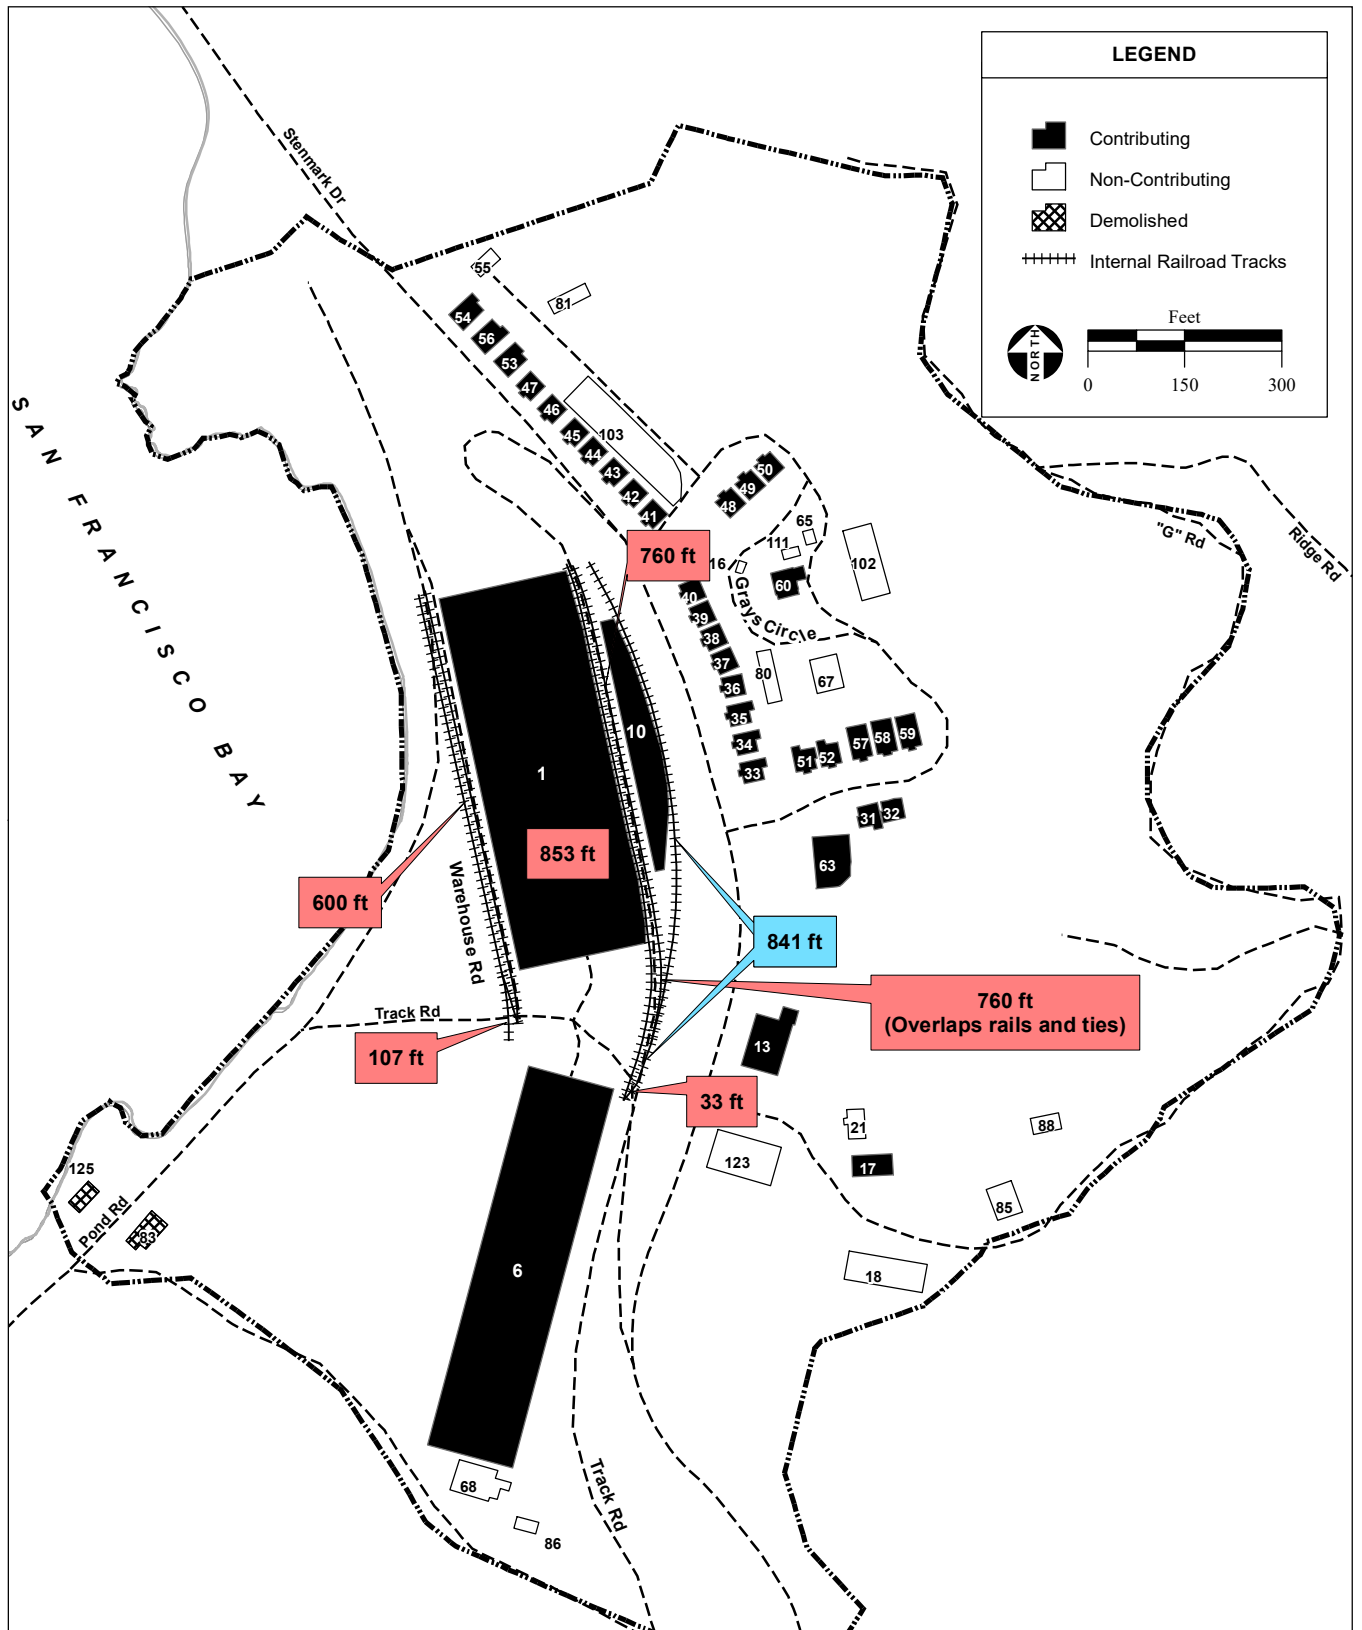 LEGEND
Contributing
Non-Contributing
Demolished
Internal Railroad Tracks
Feet
NORTH
0 150 300
Stenmark Dr
55
81
54
56
53
47
46
45
103
44
43
42
41
50
49
48
65
111
16
60
102
"G" Rd
Ridge Rd
SAN FRANCISCO BAY
760 ft
40
39
38
37
36
35
34
33
Grays Circle
80
67
10
1
51
52
57
58
59
31
32
63
853 ft
600 ft
Warehouse Rd
841 ft
760 ft
(Overlaps rails and ties)
Track Rd
107 ft
13
33 ft
21
88
123
17
125
83
Pond Rd
85
18
6
68
86
Track Rd